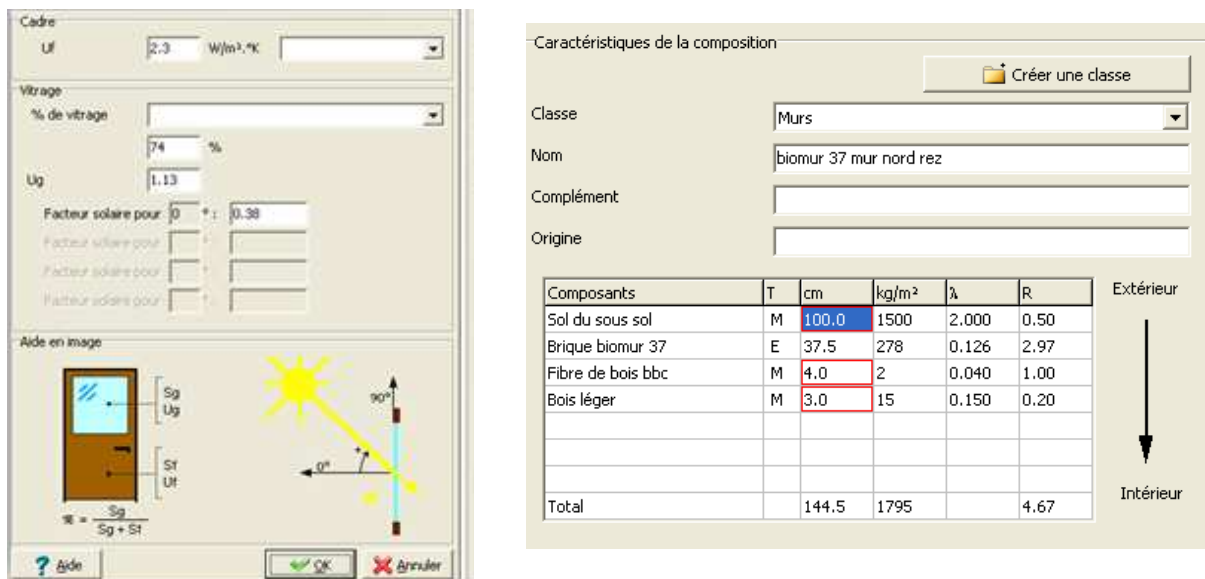 Cadre
Uf 2.3 W/m².°K
Vitrage
% de vitrage
74 %
Ug 1.13
Facteur solaire pour 0 ° : 0.38
Facteur solaire pour ° :
Facteur solaire pour ° :
Facteur solaire pour ° :
Aide en image
Sg
Ug
Sf
Uf
% = Sg
Sg + Sf
90°
+
0°
Aide OK Annuler
Caractéristiques de la composition
Créer une classe
Classe Murs
Nom biomur 37 mur nord rez
Complément
Origine
Composants T cm kg/m² λ R
Sol du sous sol M 100.0 1500 2.000 0.50
Brique biomur 37 E 37.5 278 0.126 2.97
Fibre de bois bbc M 4.0 2 0.040 1.00
Bois léger M 3.0 15 0.150 0.20
Total 144.5 1795 4.67
Extérieur
Intérieur